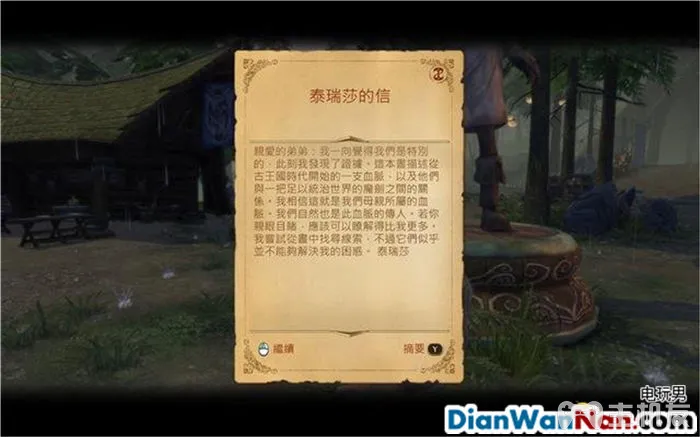 泰瑞莎的信
親愛的弟弟：我一向覺得我們是特別
的，此刻我發現了證據。這本書描述從
古王國時代開始的一支血脈，以及他們
與一把足以統治世界的魔劍之間的關
係。我相信這就是我們母親所屬的血
脈。我們自然也是此血脈的傳人。若你
親眼目睹，應該可以瞭解得比我更多。
我嘗試從書中找尋線索，不過它們似乎
並不能夠解決我的困惑。 泰瑞莎
繼續
摘要 Y
电玩男
DianWanNan.com